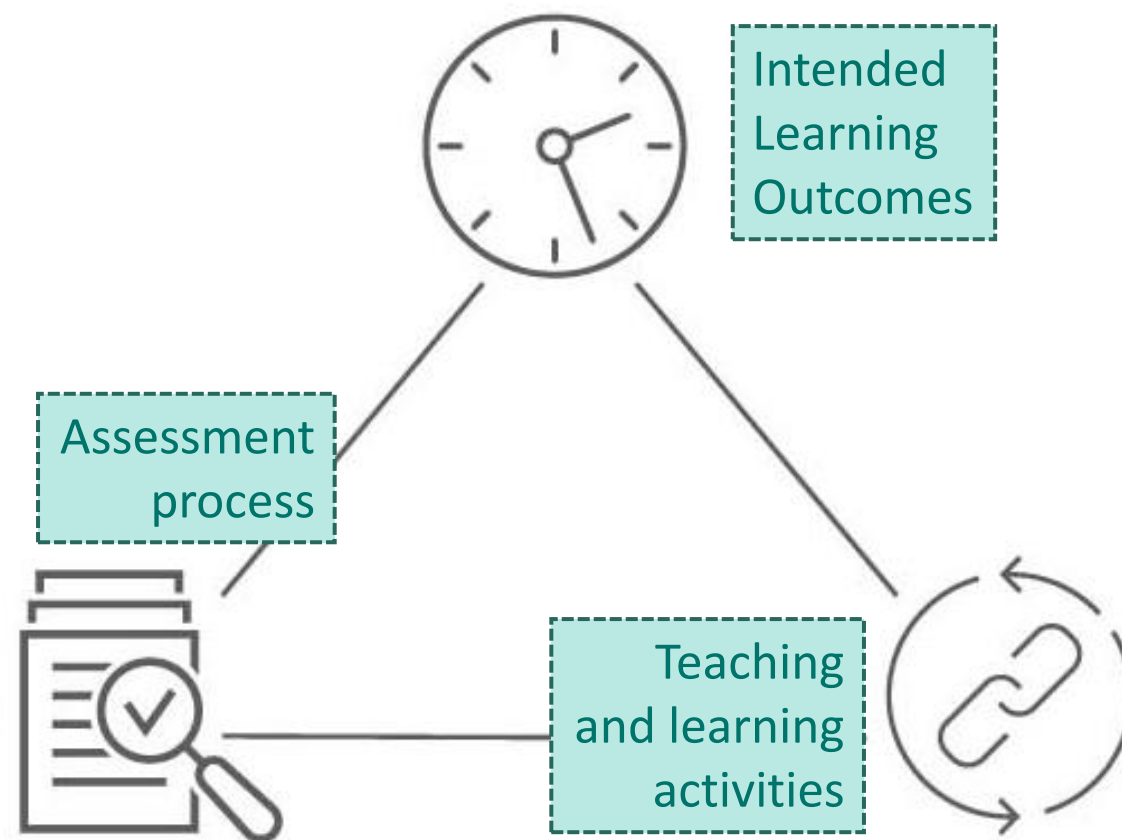 Intended
Learning
Outcomes
Assessment
process
Teaching
and learning
activities